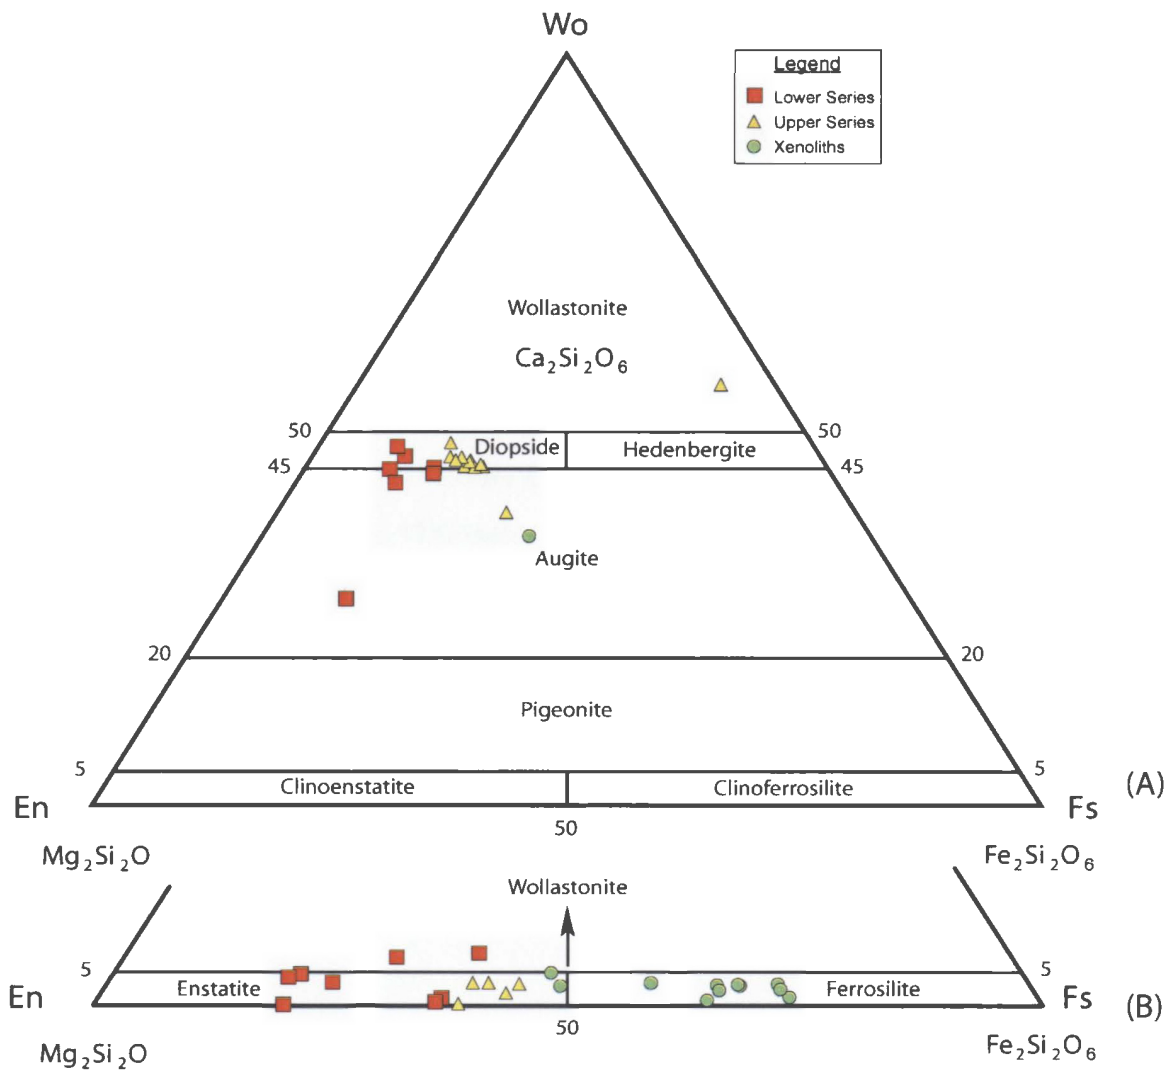 Wo
Legend
Lower Series
Upper Series
Xenoliths
Wollastonite
Ca₂Si₂O₆
50 Diopside Hedenbergite 50
45 45
Augite
20 20
Pigeonite
5 5
Clinoenstatite Clinoferrosilite
En Fs (A)
50
Mg₂Si₂O Fe₂Si₂O₆
Wollastonite
5 5
En Enstatite Ferrosilite Fs (B)
50
Mg₂Si₂O Fe₂Si₂O₆